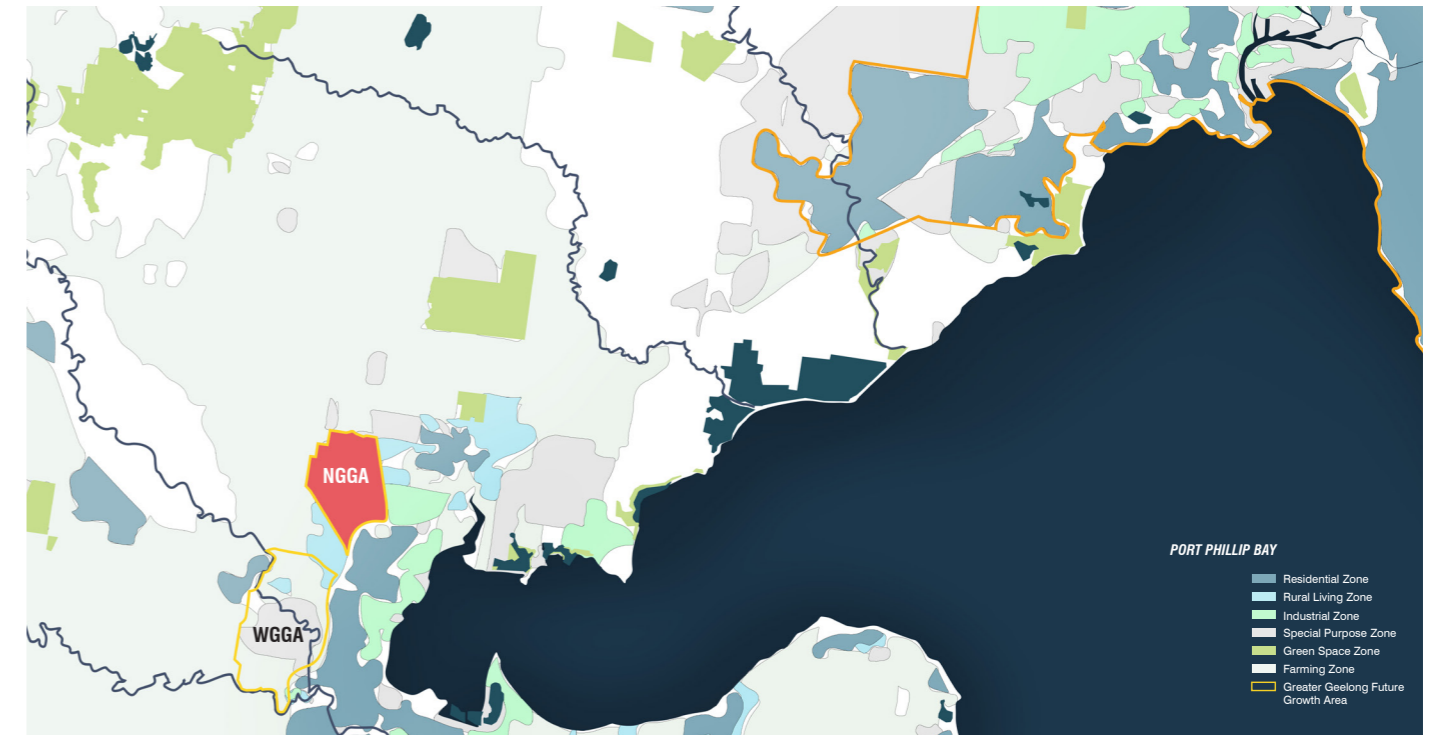 NGGA
WGGA
PORT PHILLIP BAY
Residential Zone
Rural Living Zone
Industrial Zone
Special Purpose Zone
Green Space Zone
Farming Zone
Greater Geelong Future
Growth Area